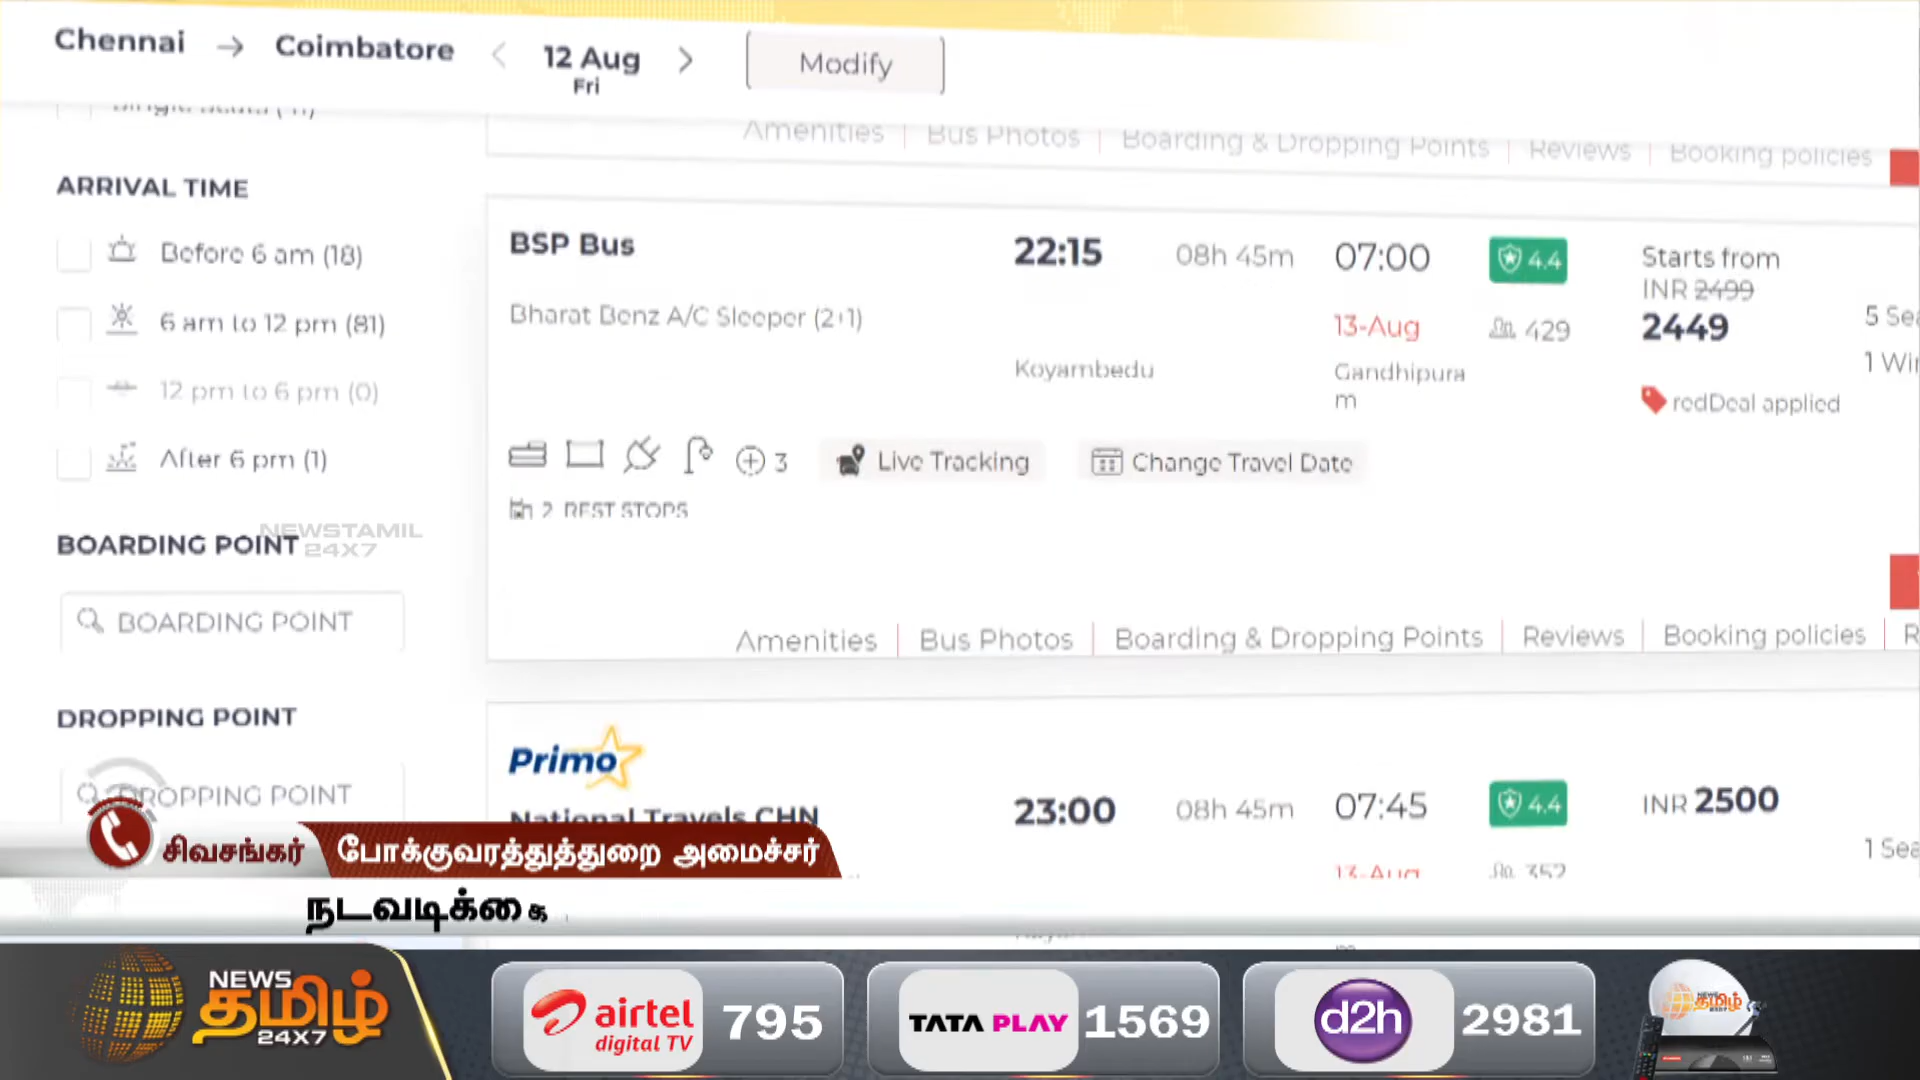 Chennai → Coimbatore < 12 Aug > Modify
Fri
Amenities | Bus Photos | Boarding & Dropping Points | Reviews | Booking policies
ARRIVAL TIME
Before 6 am (18)
6 am to 12 pm (81)
12 pm to 6 pm (0)
After 6 pm (1)
BOARDING POINT
BOARDING POINT
DROPPING POINT
DROPPING POINT
NEWSTAMIL
24X7
BSP Bus 22:15 08h 45m 07:00 4.4 Starts from
INR 2499
Bharat Benz A/C Sleeper (2+1) 13-Aug 429 2449
5
1
Koyambedu Gandhipura
m
redDeal applied
3 Live Tracking Change Travel Date
2 REST STOPS
Amenities | Bus Photos | Boarding & Dropping Points | Reviews | Booking policies
Primo
National Travels CHN 23:00 08h 45m 07:45 4.4 INR 2500
13-Aug 352
1
சிவசங்கர் போக்குவரத்துத்துறை அமைச்சர்
நடவடிக்கை
NEWS
தமிழ்
24X7
airtel
digital TV
795
TATA PLAY 1569
d2h 2981